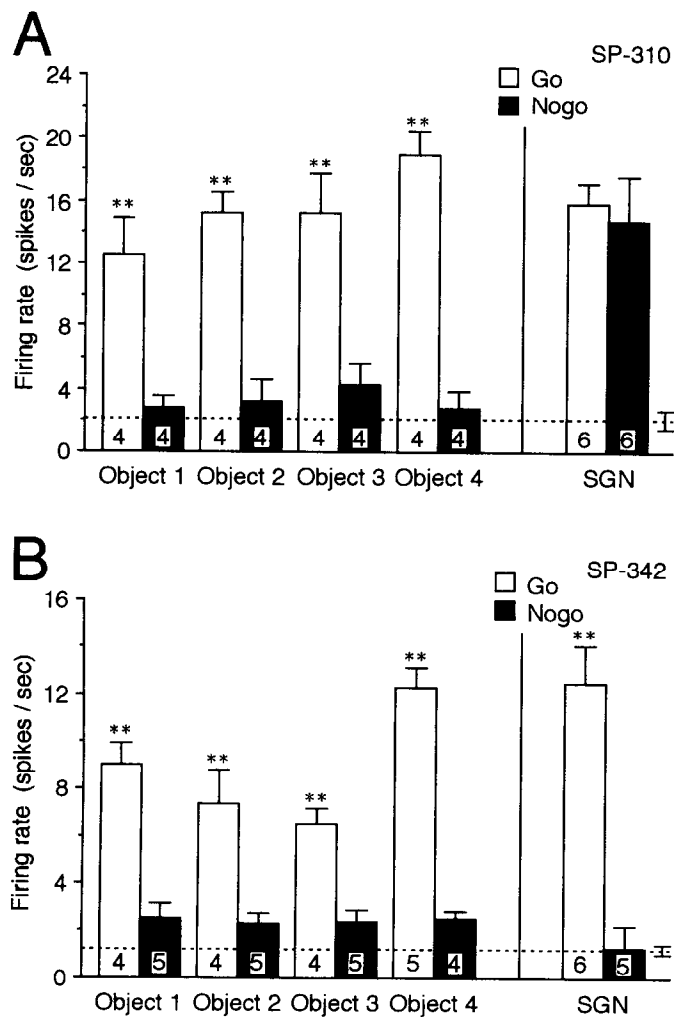 A
SP-310
Go
Nogo
Firing rate (spikes / sec)
24
20
16
12
8
4
0
** ** ** **
4 4 4 4 4 4 4 4 6 6
Object 1 Object 2 Object 3 Object 4 SGN
B
SP-342
Go
Nogo
Firing rate (spikes / sec)
16
12
8
4
0
** ** ** ** **
4 5 4 5 4 5 5 4 6 5
Object 1 Object 2 Object 3 Object 4 SGN